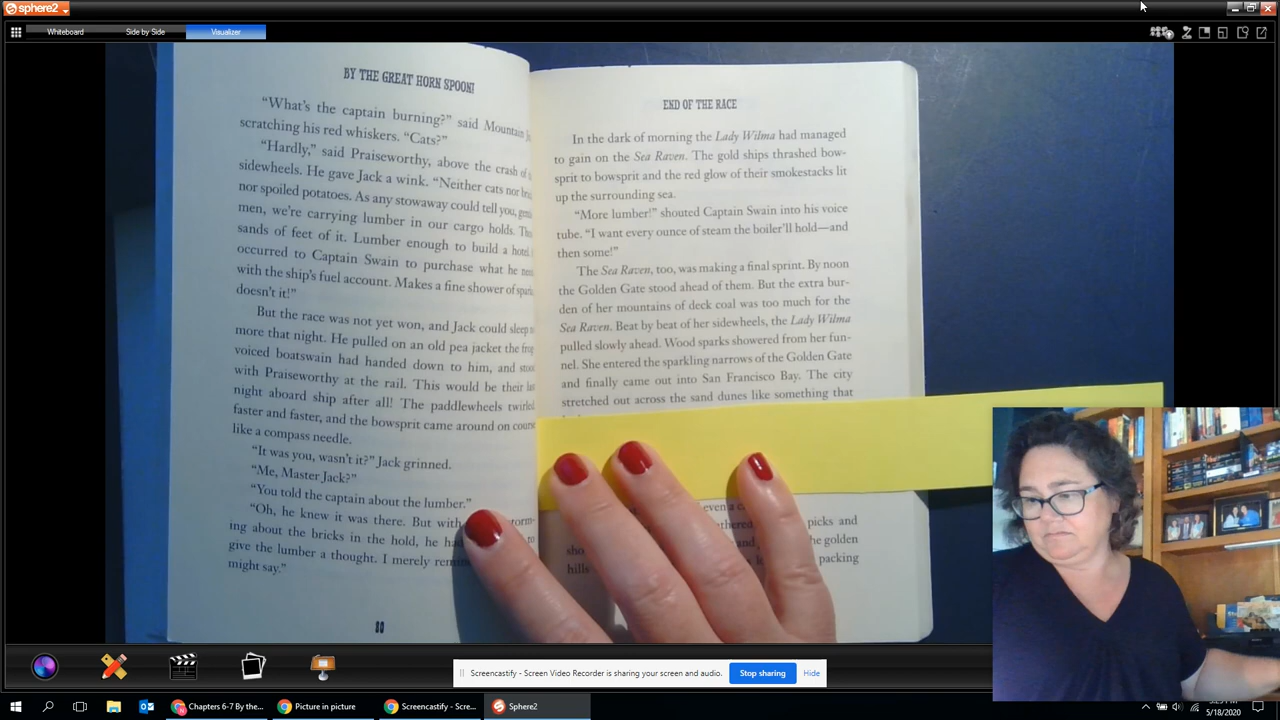 sphere2
Whiteboard
Side by Side
Visualizer
BY THE GREAT HORN SPOON!
"What's the captain burning?" said Mountain
scratching his red whiskers. "Cats?"
"Hardly," said Praiseworthy, above the crash of
sidewheels. He gave Jack a wink. "Neither cats nor
nor spoiled potatoes. As any stowaway could tell you,
men, we're carrying lumber in our cargo holds.
sands of feet of it. Lumber enough to build a hotel.
occurred to Captain Swain to purchase what he
with the ship's fuel account. Makes a fine shower of
doesn't it!"
But the race was not yet won, and Jack could sleep
more that night. He pulled on an old pea jacket the
voiced boatswain had handed down to him, and
with Praiseworthy at the rail. This would be their
night aboard ship after all! The paddlewheels twirled
faster and faster, and the bowsprit came around on
like a compass needle.
"It was you, wasn't it?" Jack grinned.
"Me, Master Jack?"
"You told the captain about the lumber."
"Oh, he knew it was there. But with
ing about the bricks in the hold, he
give the lumber a thought. I merely
might say."
88
END OF THE RACE
In the dark of morning the Lady Wilma had managed
to gain on the Sea Raven. The gold ships thrashed bow-
sprit to bowsprit and the red glow of their smokestacks lit
up the surrounding sea.
"More lumber!" shouted Captain Swain into his voice
tube. "I want every ounce of steam the boiler'll hold—and
then some!"
The Sea Raven, too, was making a final sprint. By noon
the Golden Gate stood ahead of them. But the extra bur-
den of her mountains of deck coal was too much for the
Sea Raven. Beat by beat of her sidewheels, the Lady Wilma
pulled slowly ahead. Wood sparks showered from her fun-
nel. She entered the sparkling narrows of the Golden Gate
and finally came out into San Francisco Bay. The city
stretched out across the sand dunes like something that
even a
picks and
and the golden
hills packing
Screencastify - Screen Video Recorder is sharing your screen and audio.
Stop sharing
Hide
Chapters 6-7 By the...
Picture in picture
Screencastify - Scre...
Sphere2
5/18/2020